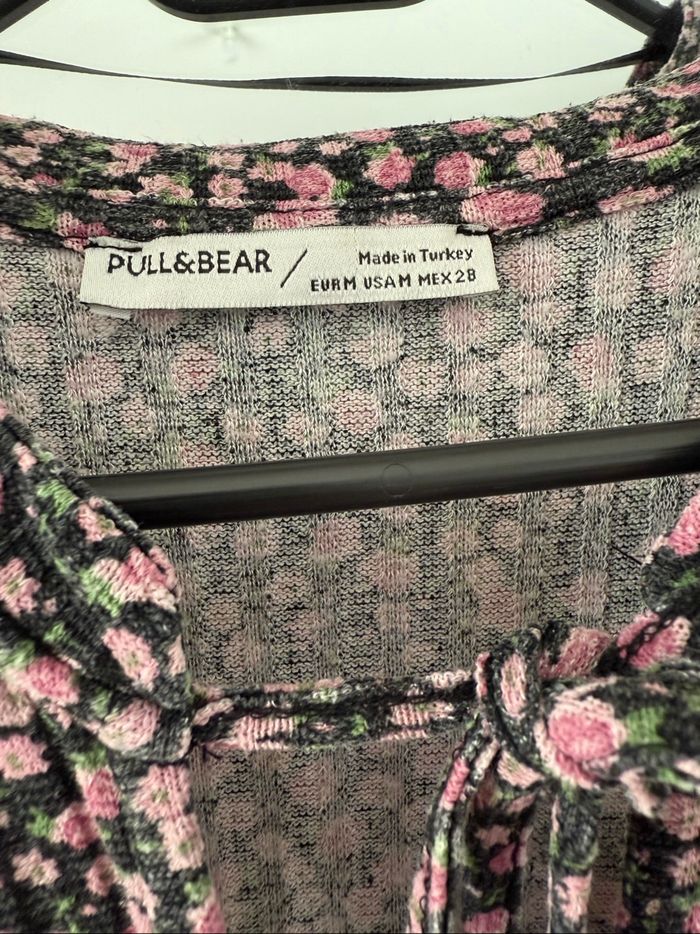 PULL&BEAR / Made in Turkey
EUR M USA M MEX 28